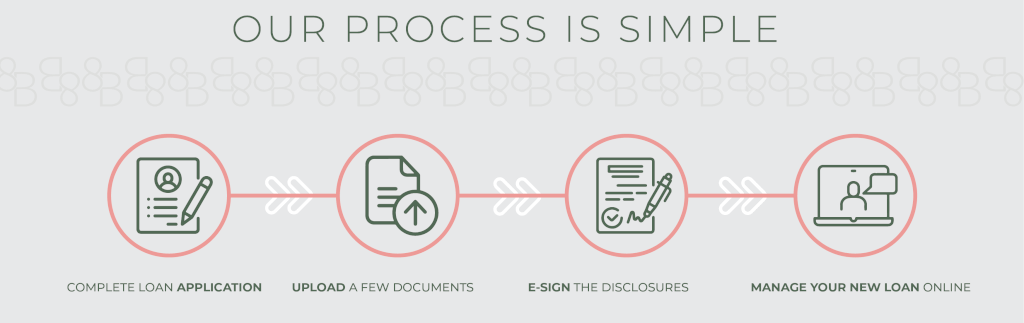 OUR PROCESS IS SIMPLE
COMPLETE LOAN APPLICATION
UPLOAD A FEW DOCUMENTS
E-SIGN THE DISCLOSURES
MANAGE YOUR NEW LOAN ONLINE